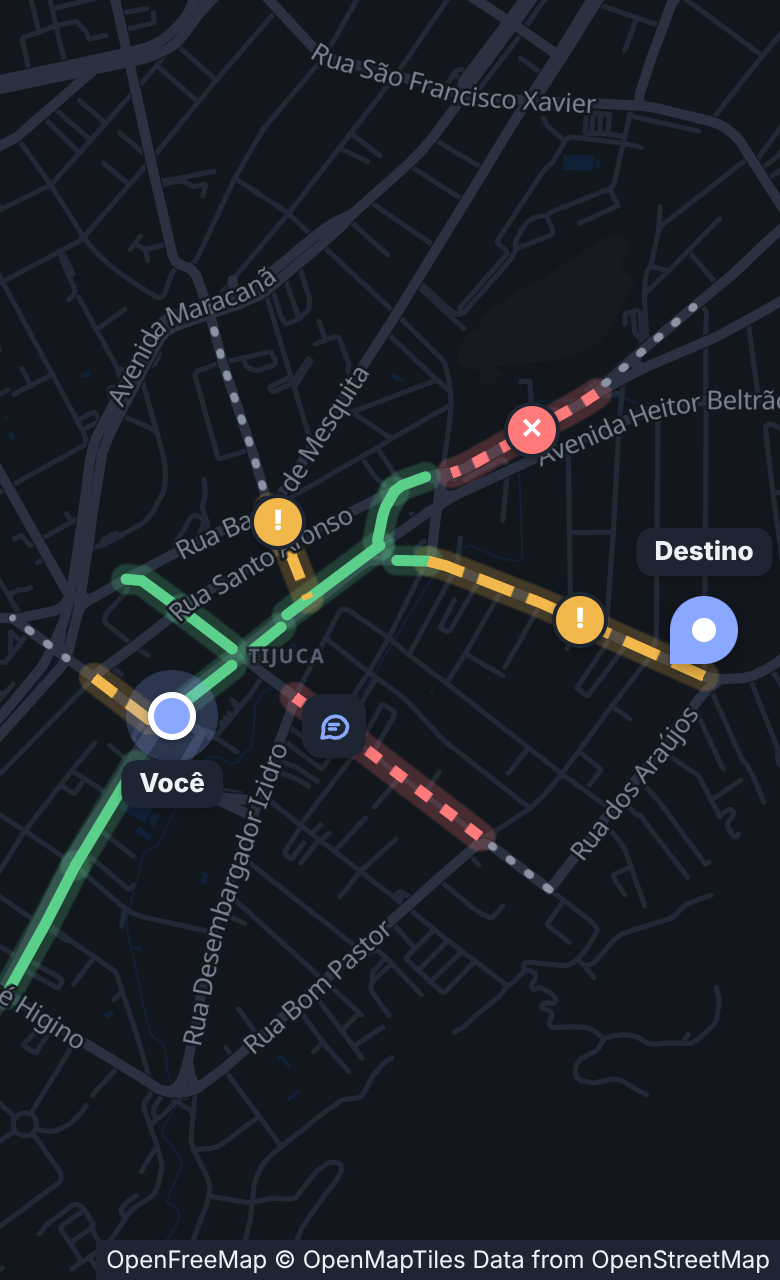 Rua São Francisco Xavier
Avenida Maracanã
de Mesquita
Avenida Heitor Beltrão
Rua Ba
Rua Santo Afonso
!
Destino
!
TIJUCA
Você
Rua dos Araújos
Rua Desembargador Izidro
Rua Bom Pastor
é Higino
OpenFreeMap © OpenMapTiles Data from OpenStreetMap